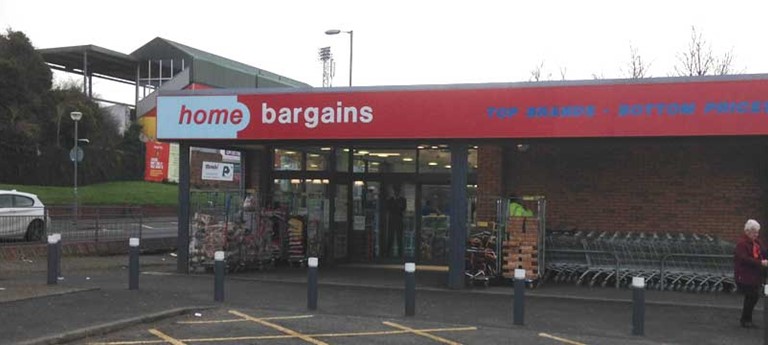 home bargains
TOP BRANDS · BOTTOM PRICES
P